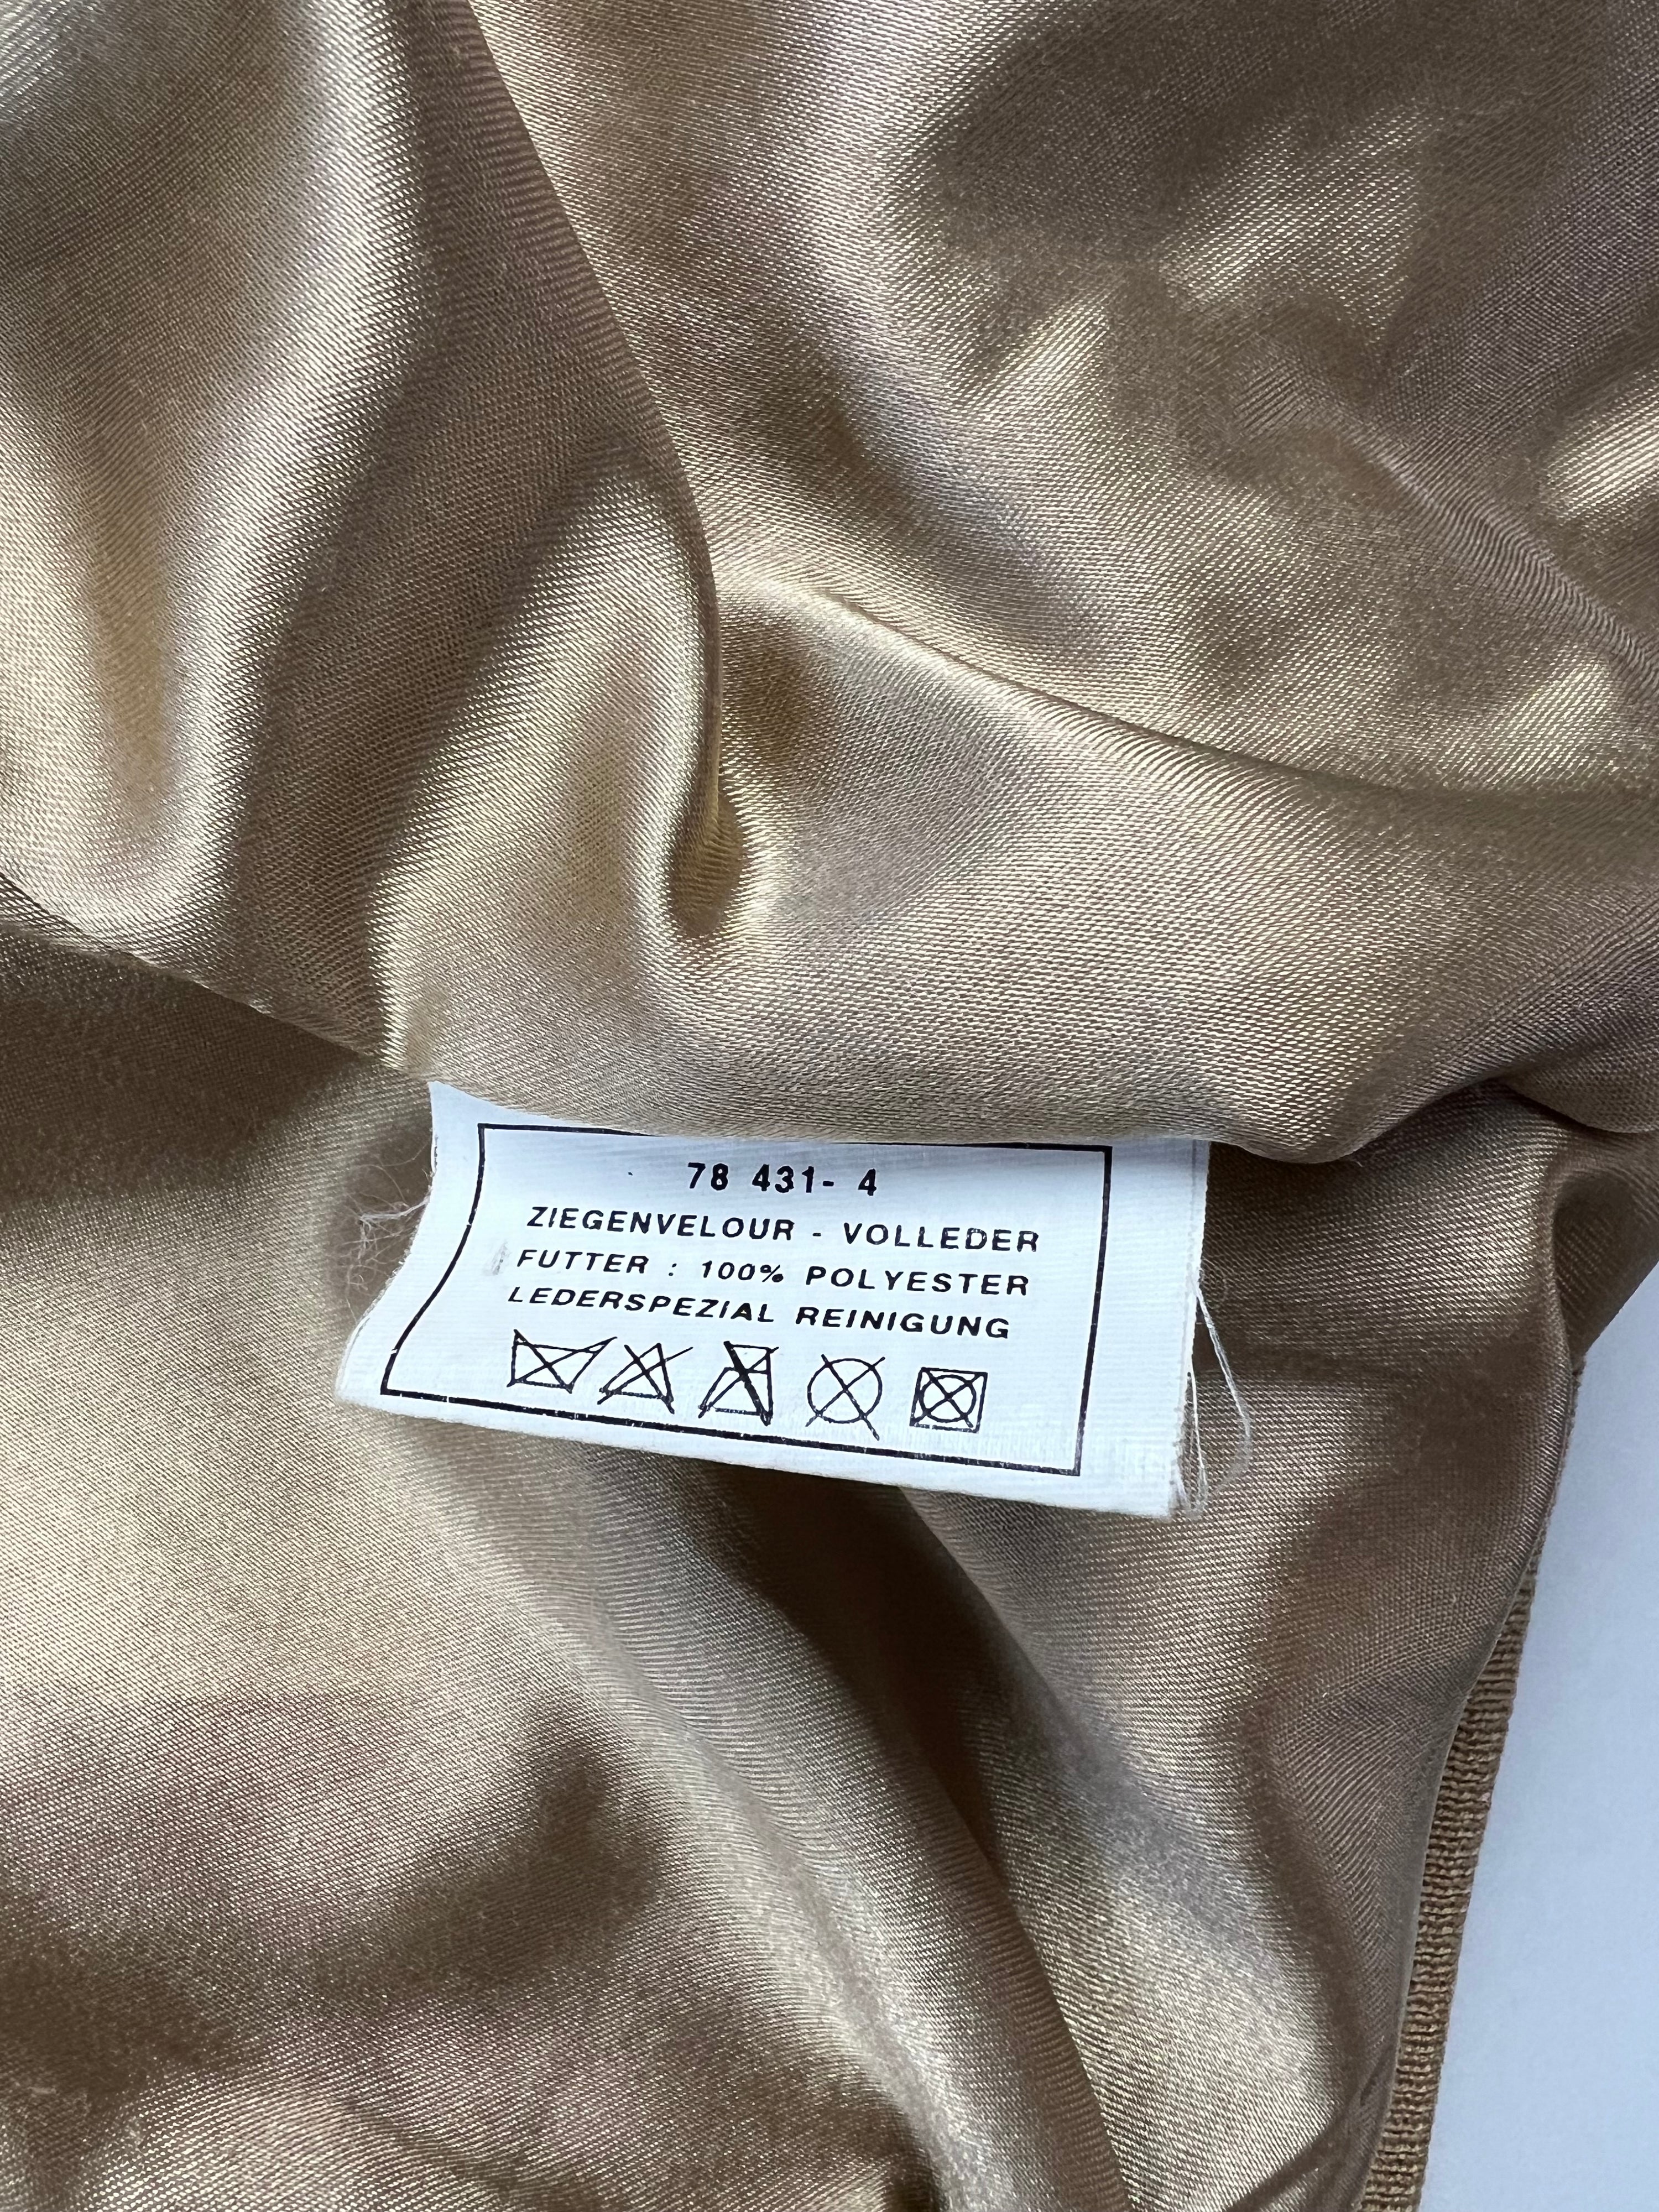 78 431- 4
ZIEGENVELOUR - VOLLEDER
FUTTER : 100% POLYESTER
LEDERSPEZIAL REINIGUNG